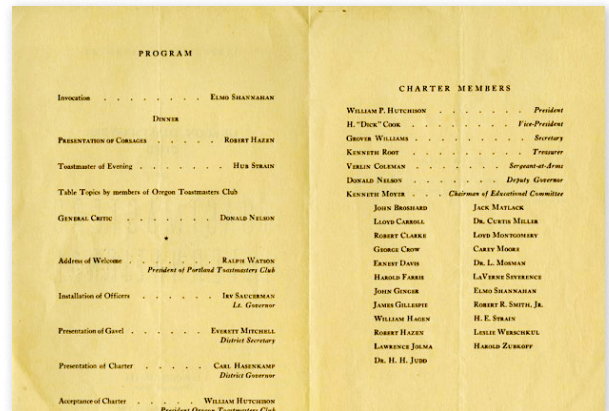 PROGRAM
Invocation . . . . . . . . ELMO SHANNAHAN
DINNER
PRESENTATION OF CORSAGES . . . . . ROBERT HAZEN
Toastmaster of Evening . . . . . . . HUB STRAIN
Table Topics by members of Oregon Toastmasters Club
GENERAL CRITIC . . . . . . . DONALD NELSON
★
Address of Welcome . . . . . . . RALPH WATSON
President of Portland Toastmasters Club
Installation of Officers . . . . . . IRV SAUCERMAN
Lt. Governor
Presentation of Gavel . . . . . EVERETT MITCHELL
District Secretary
Presentation of Charter . . . . . CARL HASENKAMP
District Governor
Acceptance of Charter . . . . . WILLIAM HUTCHISON
President Oregon Toastmasters Club
CHARTER MEMBERS
WILLIAM P. HUTCHISON . . . . . . . President
H. "DICK" COOK . . . . . . . Vice-President
GROVER WILLIAMS . . . . . . . . Secretary
KENNETH ROOT . . . . . . . . Treasurer
VERLIN COLEMAN . . . . . . Sergeant-at-Arms
DONALD NELSON . . . . . . Deputy Governor
KENNETH MOYER . . . Chairman of Educational Committee
JOHN BROSHARD JACK MATLACK
LLOYD CARROLL DR. CURTIS MILLER
ROBERT CLARKE LOYD MONTGOMERY
GEORGE CROW CAREY MOORE
ERNEST DAVIS DR. L. MOSMAN
HAROLD FARRIS LAVERNE SEVERENCE
JOHN GINGER ELMO SHANNAHAN
JAMES GILLESPIE ROBERT R. SMITH, JR.
WILLIAM HAGEN H. E. STRAIN
ROBERT HAZEN LESLIE WERSCHKUL
LAWRENCE JOLMA HAROLD ZURKOFF
DR. H. H. JUDD